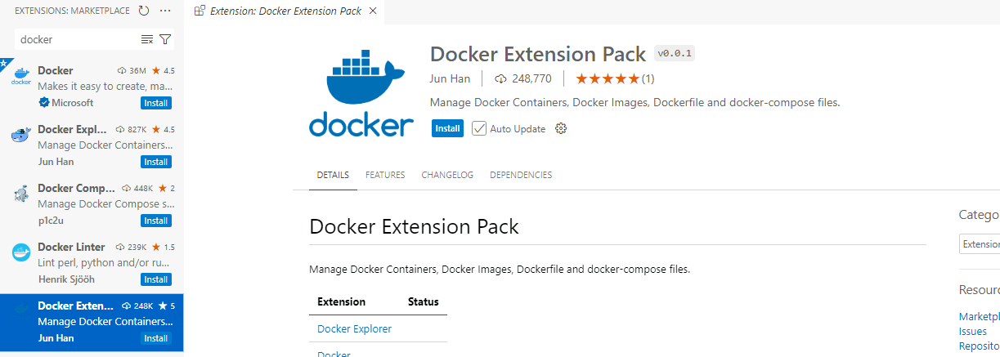 EXTENSIONS: MARKETPLACE
docker
Docker 36M ★ 4.5
Makes it easy to create, ma...
Microsoft Install
docker
Docker Expl... 827K ★ 4.5
Manage Docker Containers...
Jun Han Install
Docker Comp... 448K ★ 2
Manage Docker Compose s...
p1c2u Install
Docker Linter 239K ★ 1.5
Lint perl, python and/or ru...
Henrik Sjööh Install
Docker Exten... 248K ★ 5
Manage Docker Containers...
Jun Han Install
Extension: Docker Extension Pack
docker
Docker Extension Pack v0.0.1
Jun Han 248,770 ★★★★★(1)
Manage Docker Containers, Docker Images, Dockerfile and docker-compose files.
Install Auto Update
DETAILS FEATURES CHANGELOG DEPENDENCIES
Docker Extension Pack
Manage Docker Containers, Docker Images, Dockerfile and docker-compose files.
Extension Status
Docker Explorer
Docker
Catego
Extension
Resour
Marketpl
Issues
Reposito